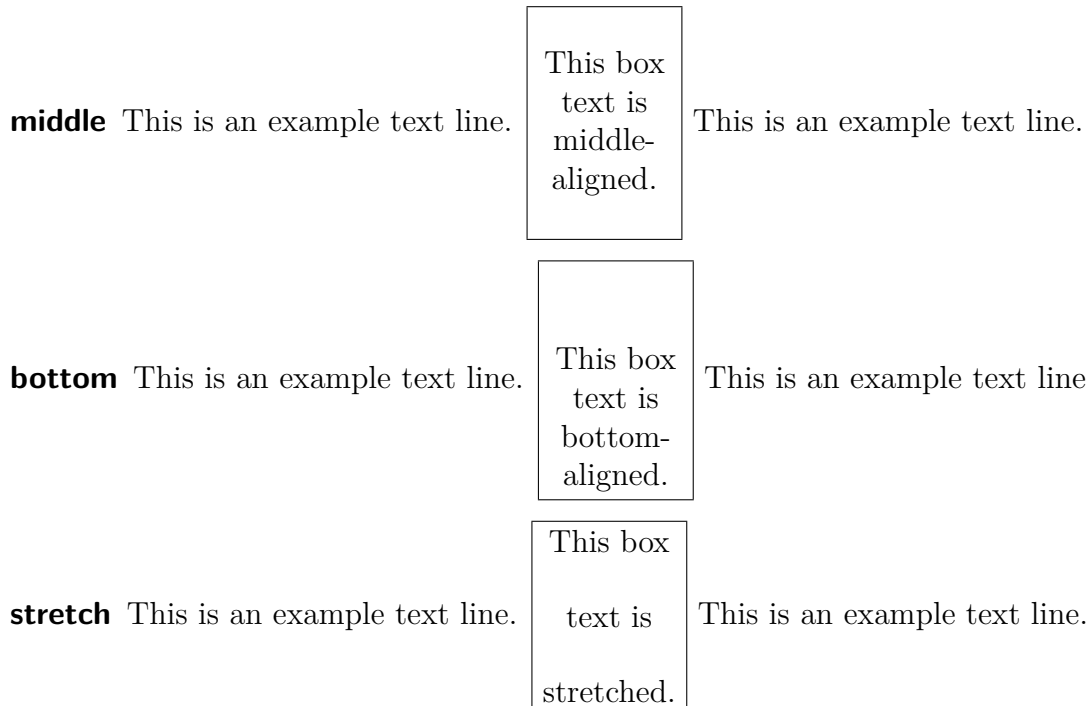 This box
text is
middle This is an example text line. middle- This is an example text line.
aligned.
This box
bottom This is an example text line. text is This is an example text line
bottom-
aligned.
This box
stretch This is an example text line. text is This is an example text line.
stretched.